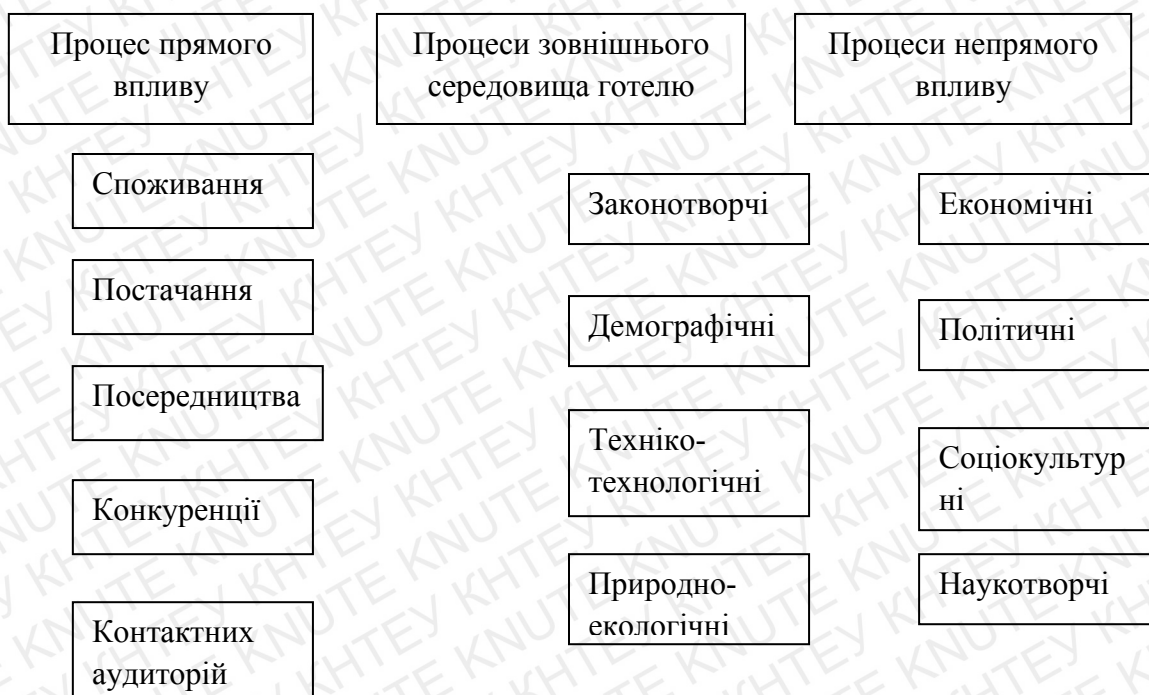 Процес прямого
впливу
Процеси зовнішнього
середовища готелю
Процеси непрямого
впливу
Споживання
Постачання
Посередництва
Конкуренції
Контактних
аудиторій
Законотворчі
Демографічні
Техніко-
технологічні
Природно-
екологічні
Економічні
Політичні
Соціокультур
ні
Наукотворчі